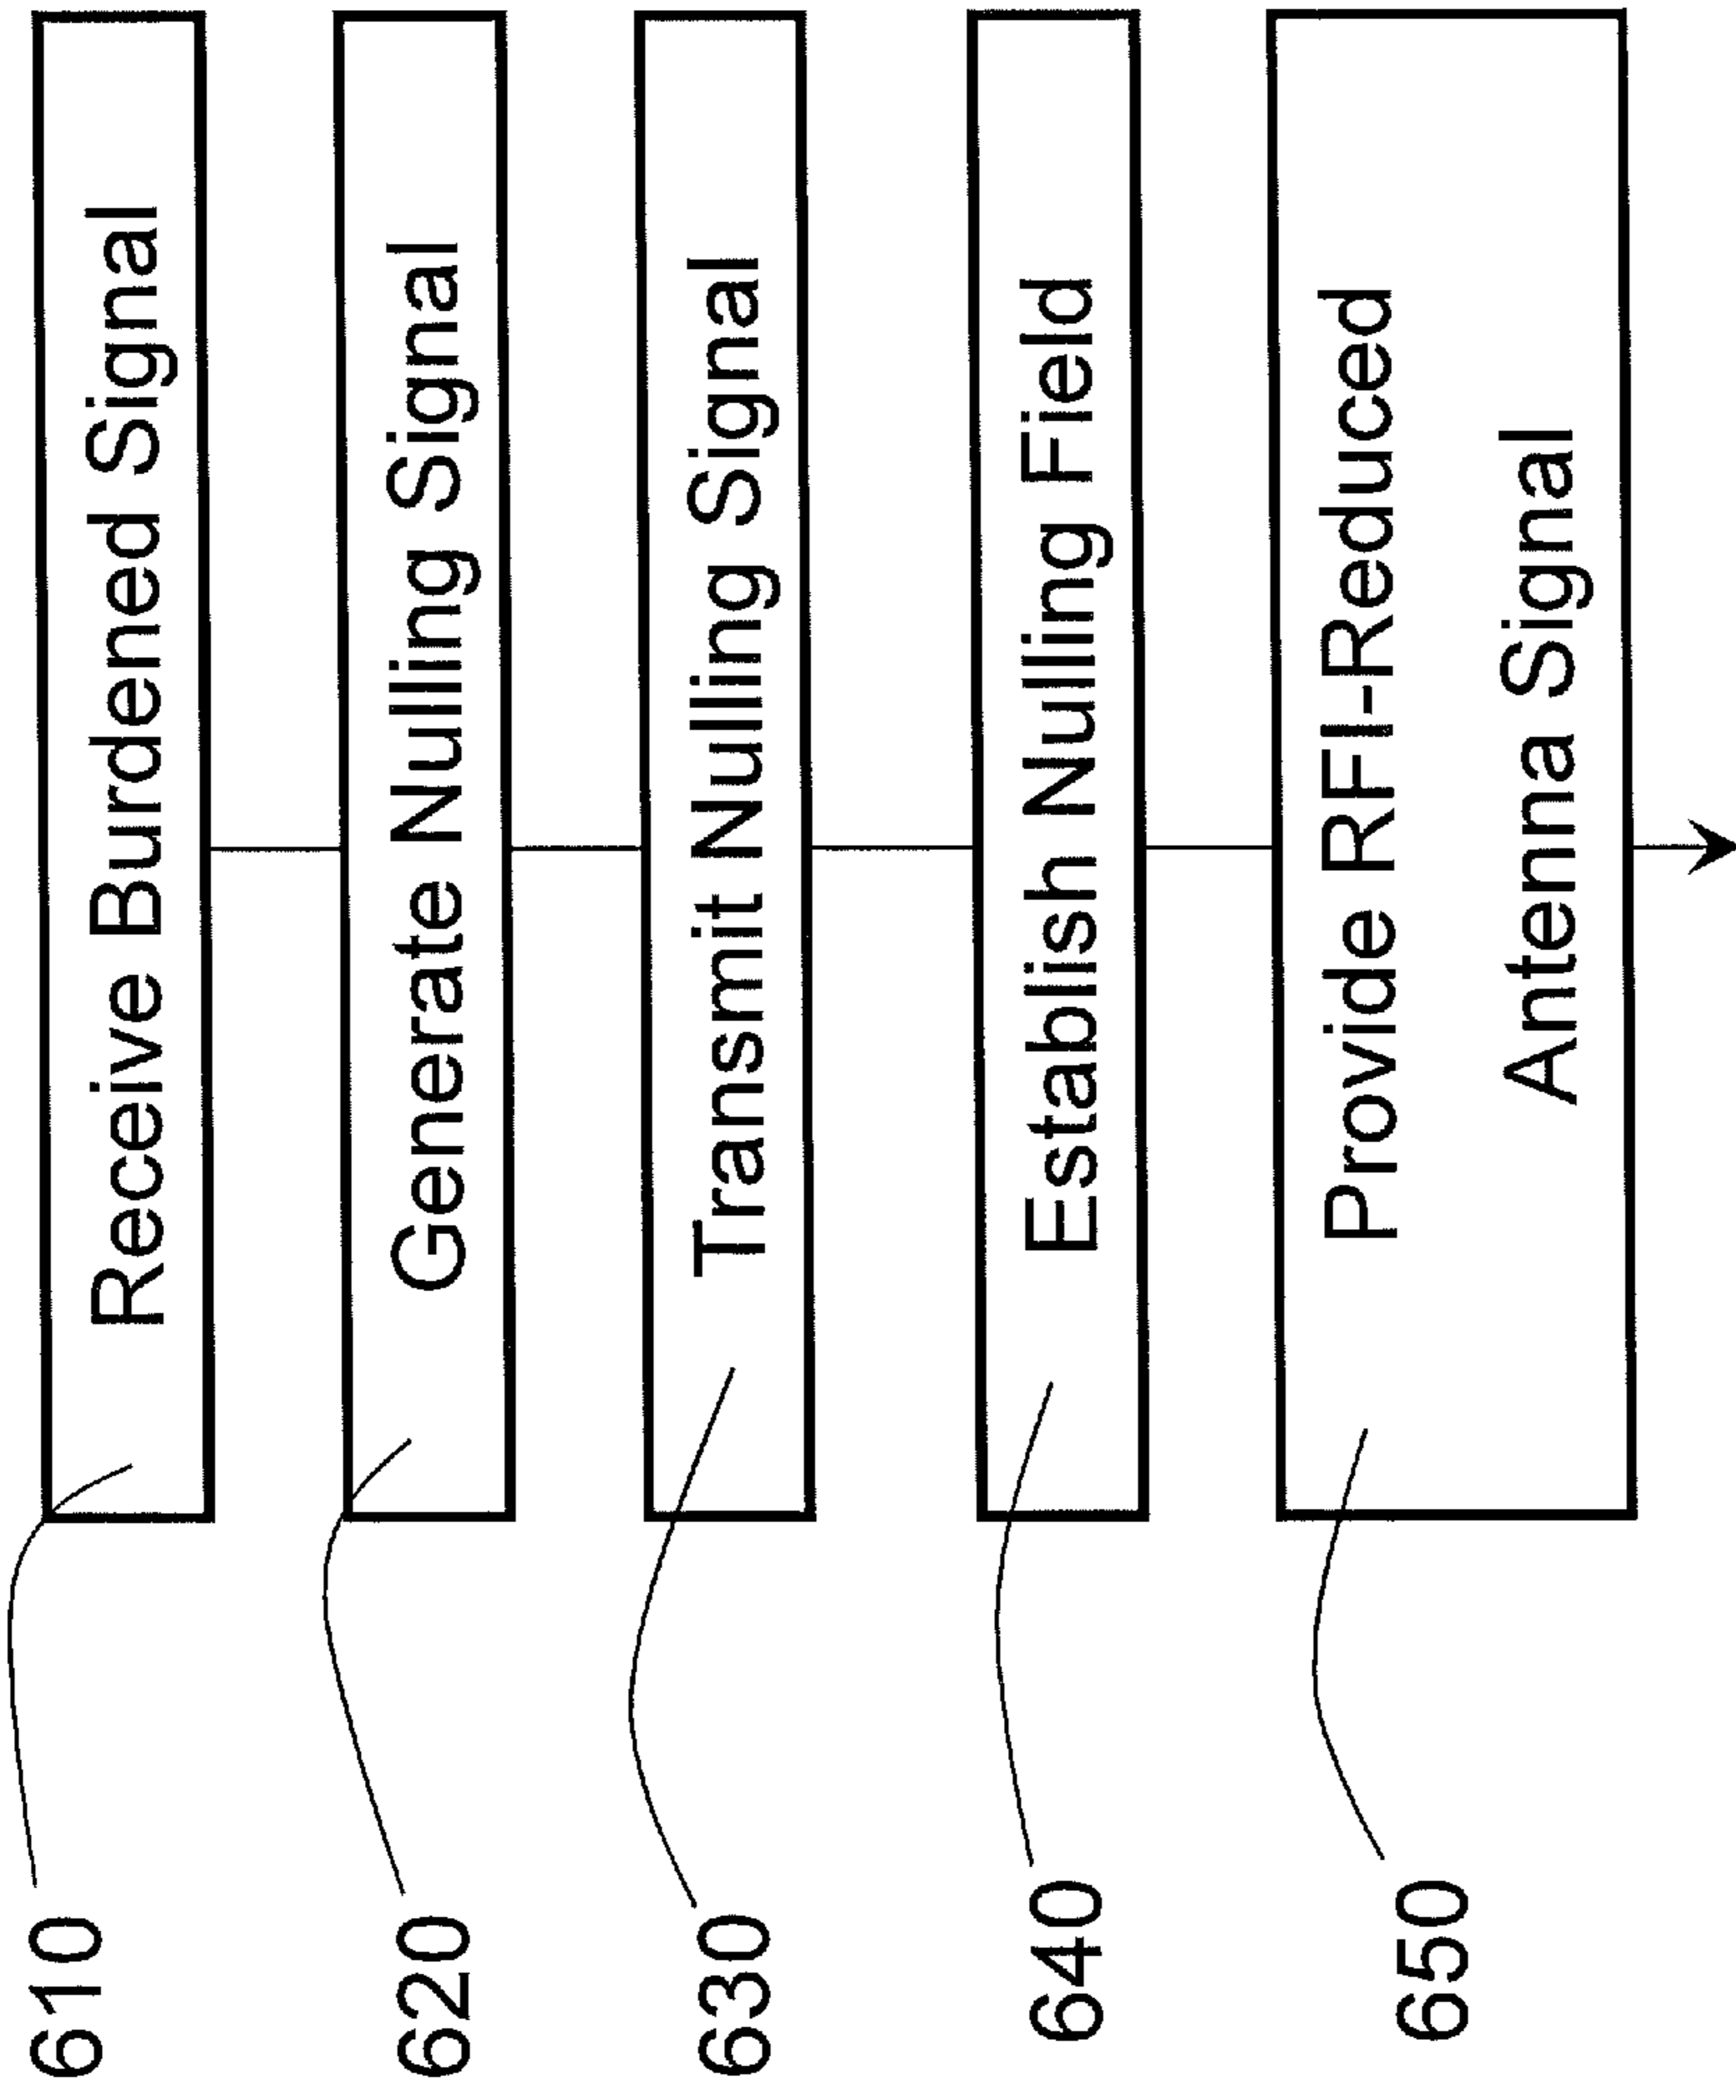 610
Receive Burdened Signal
620
Generate Nulling Signal
630
Transmit Nulling Signal
640
Establish Nulling Field
650
Provide RFI-Reduced
Antenna Signal